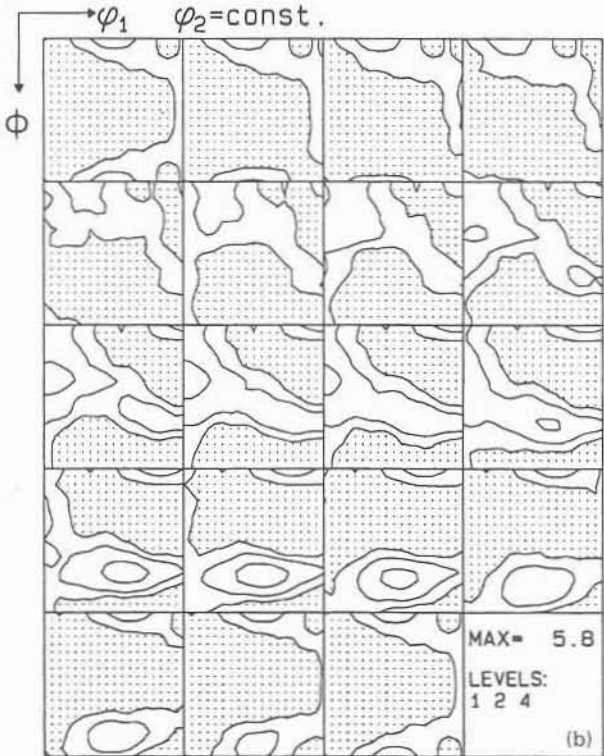 φ₁ φ₂=const.
Φ
MAX= 5.8
LEVELS:
1 2 4
(b)